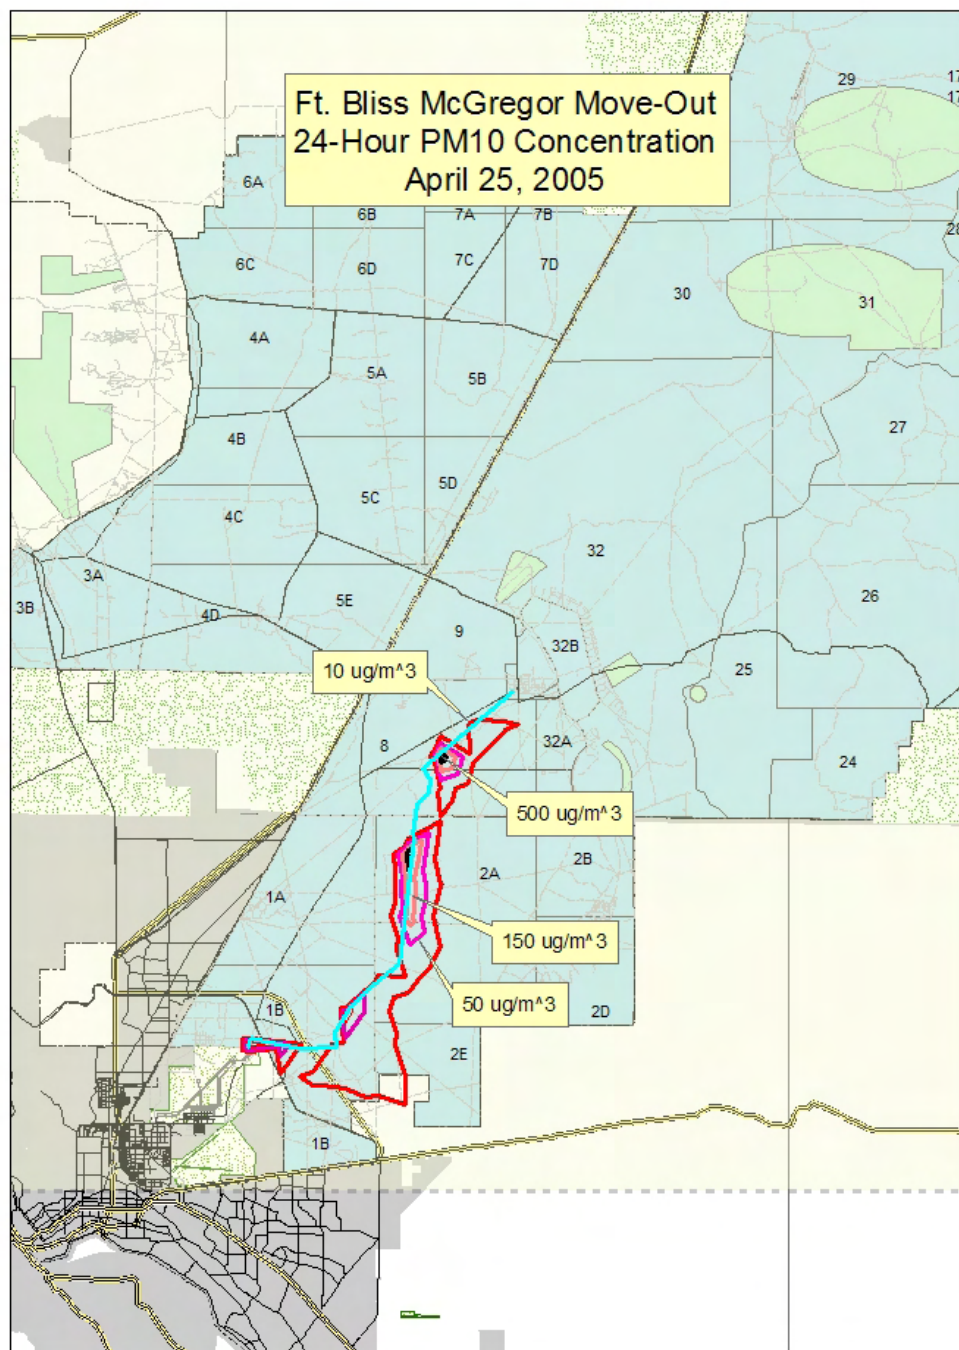 Ft. Bliss McGregor Move-Out
24-Hour PM10 Concentration
April 25, 2005
29
17
17
6A
6B
7A
7B
28
6C
6D
7C
7D
30
31
4A
5A
5B
4B
27
5C
5D
4C
32
3A
26
3B
4D
5E
9
32B
10 ug/m^3
25
8
32A
24
500 ug/m^3
2B
2A
1A
150 ug/m^3
50 ug/m^3
1B
2D
2E
1B